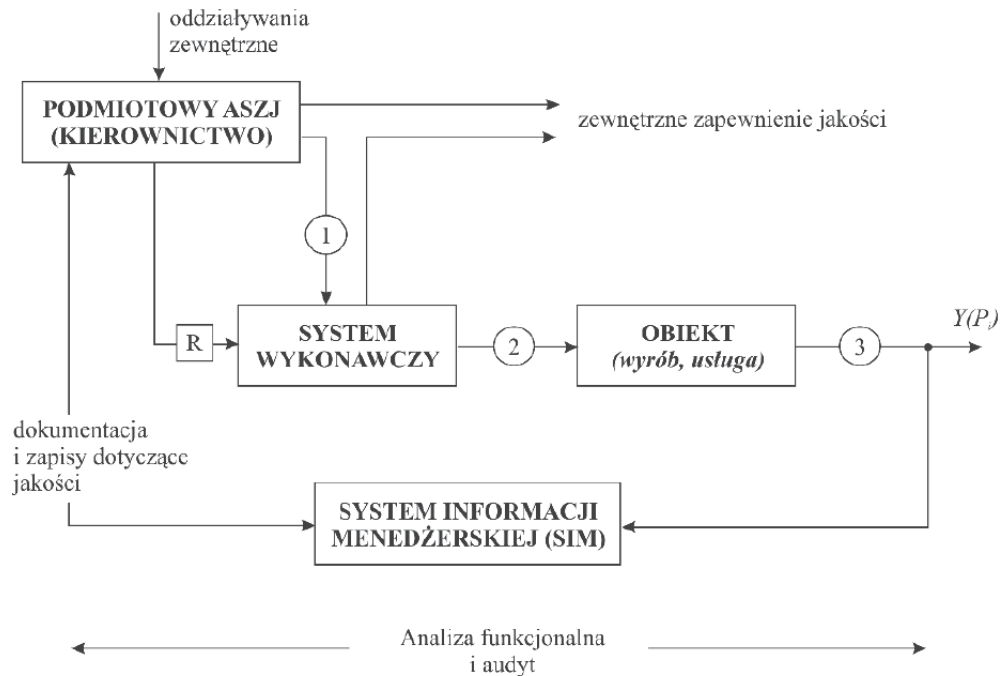 oddziaływania
zewnętrzne
PODMIOTOWY ASZJ
(KIEROWNICTWO)
zewnętrzne zapewnienie jakości
1
R
SYSTEM
WYKONAWCZY
2
OBIEKT
(wyrób, usługa)
3
Y(Pᵢ)
dokumentacja
i zapisy dotyczące
jakości
SYSTEM INFORMACJI
MENEDŻERSKIEJ (SIM)
Analiza funkcjonalna
i audyt